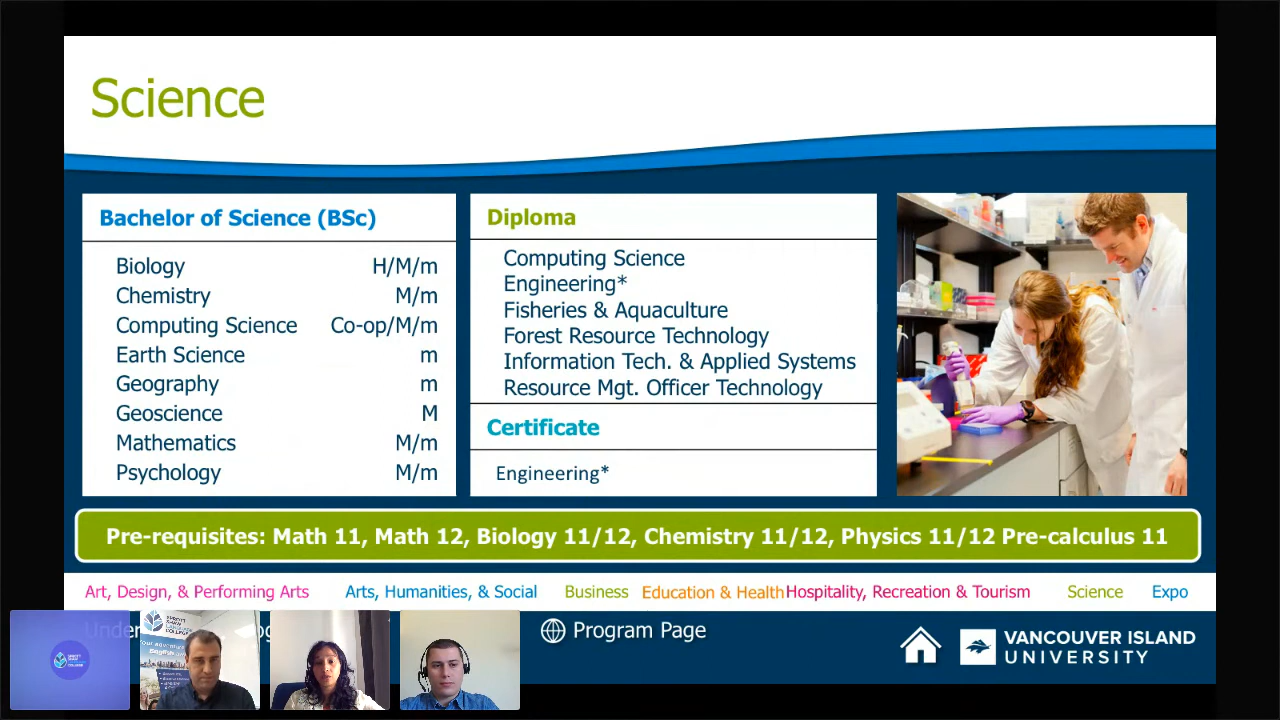 Science
Bachelor of Science (BSc)
Biology H/M/m
Chemistry M/m
Computing Science Co-op/M/m
Earth Science m
Geography m
Geoscience M
Mathematics M/m
Psychology M/m
Diploma
Computing Science
Engineering*
Fisheries & Aquaculture
Forest Resource Technology
Information Tech. & Applied Systems
Resource Mgt. Officer Technology
Certificate
Engineering*
Pre-requisites: Math 11, Math 12, Biology 11/12, Chemistry 11/12, Physics 11/12 Pre-calculus 11
Art, Design, & Performing Arts Arts, Humanities, & Social Business Education & Health Hospitality, Recreation & Tourism Science Expo
Program Page
VANCOUVER ISLAND
UNIVERSITY